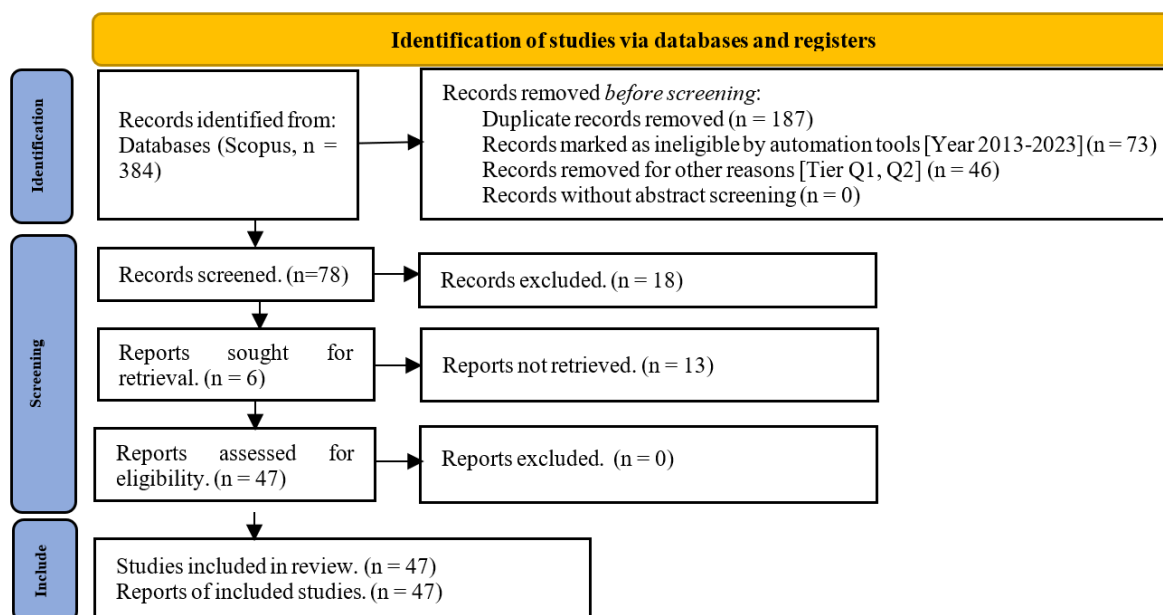 Identification of studies via databases and registers
Identification
Records identified from:
Databases (Scopus, n =
384)
Records removed before screening:
Duplicate records removed (n = 187)
Records marked as ineligible by automation tools [Year 2013-2023] (n = 73)
Records removed for other reasons [Tier Q1, Q2] (n = 46)
Records without abstract screening (n = 0)
Screening
Records screened. (n=78)
Records excluded. (n = 18)
Reports sought for
retrieval. (n = 6)
Reports not retrieved. (n = 13)
Reports assessed for
eligibility. (n = 47)
Reports excluded. (n = 0)
Include
Studies included in review. (n = 47)
Reports of included studies. (n = 47)